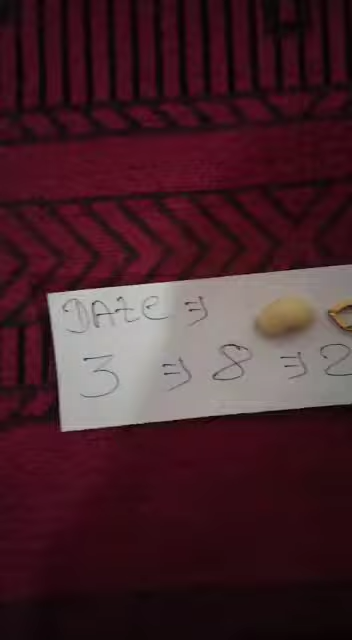 DATE ⇒
3 ⇒ 8 ⇒ 2